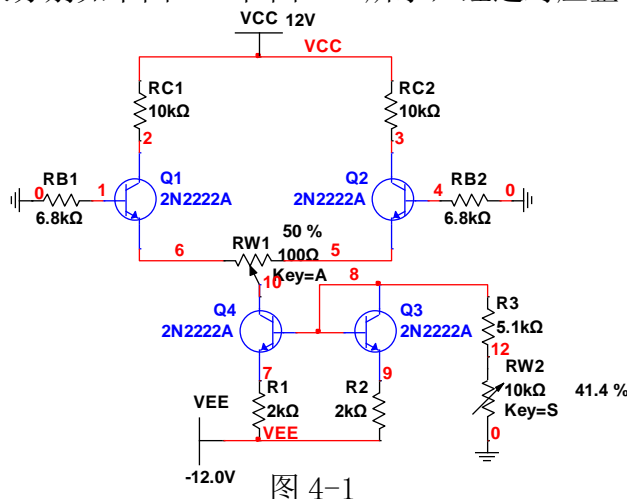 VCC 12V
VCC
RC1
10kΩ
2
RC2
10kΩ
3
0 RB1 1
6.8kΩ
Q1
2N2222A
Q2
2N2222A
4 RB2 0
6.8kΩ
6
RW1
50 %
100Ω
Key=A
5
10
8
Q4
2N2222A
Q3
2N2222A
R3
5.1kΩ
12
RW2
10kΩ 41.4 %
Key=S
0
7
R1
2kΩ
9
R2
2kΩ
VEE
VEE
-12.0V
图 4-1